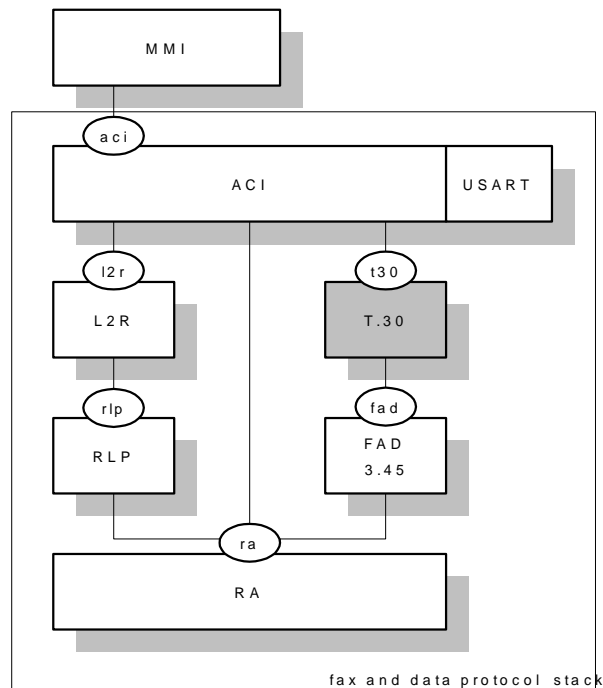 MMI
aci
ACI USART
l2r t30
L2R T.30
rlp fad
RLP FAD
3.45
ra
RA
fax and data protocol stack